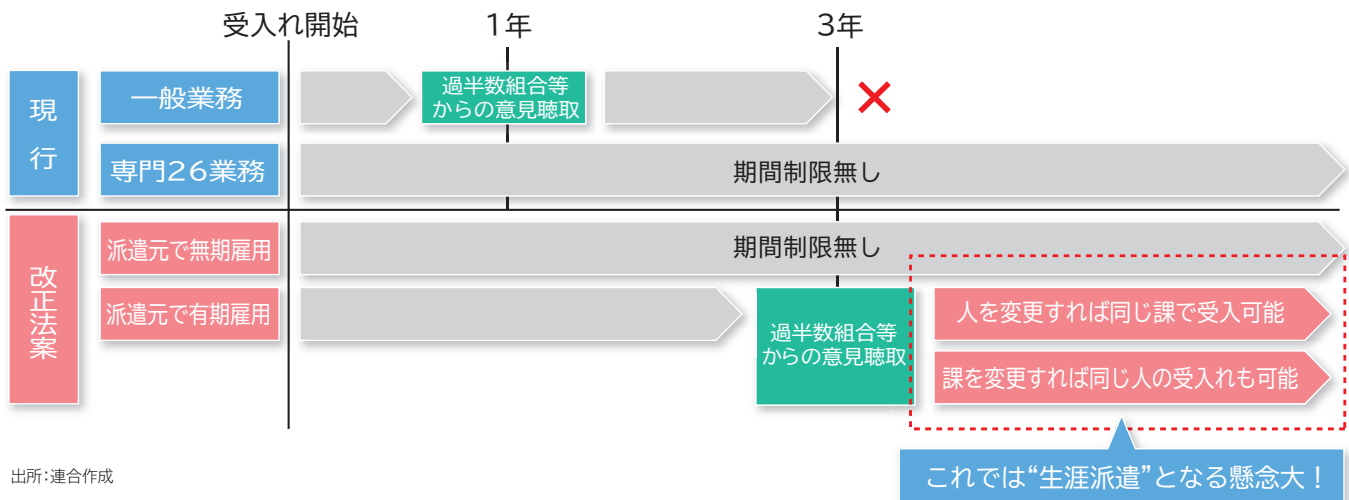 受入れ開始
1年
3年
現行
一般業務
過半数組合等
からの意見聴取
×
専門26業務
期間制限無し
改正法案
派遣元で無期雇用
期間制限無し
派遣元で有期雇用
過半数組合等
からの意見聴取
人を変更すれば同じ課で受入可能
課を変更すれば同じ人の受入れも可能
これでは“生涯派遣”となる懸念大！
出所：連合作成